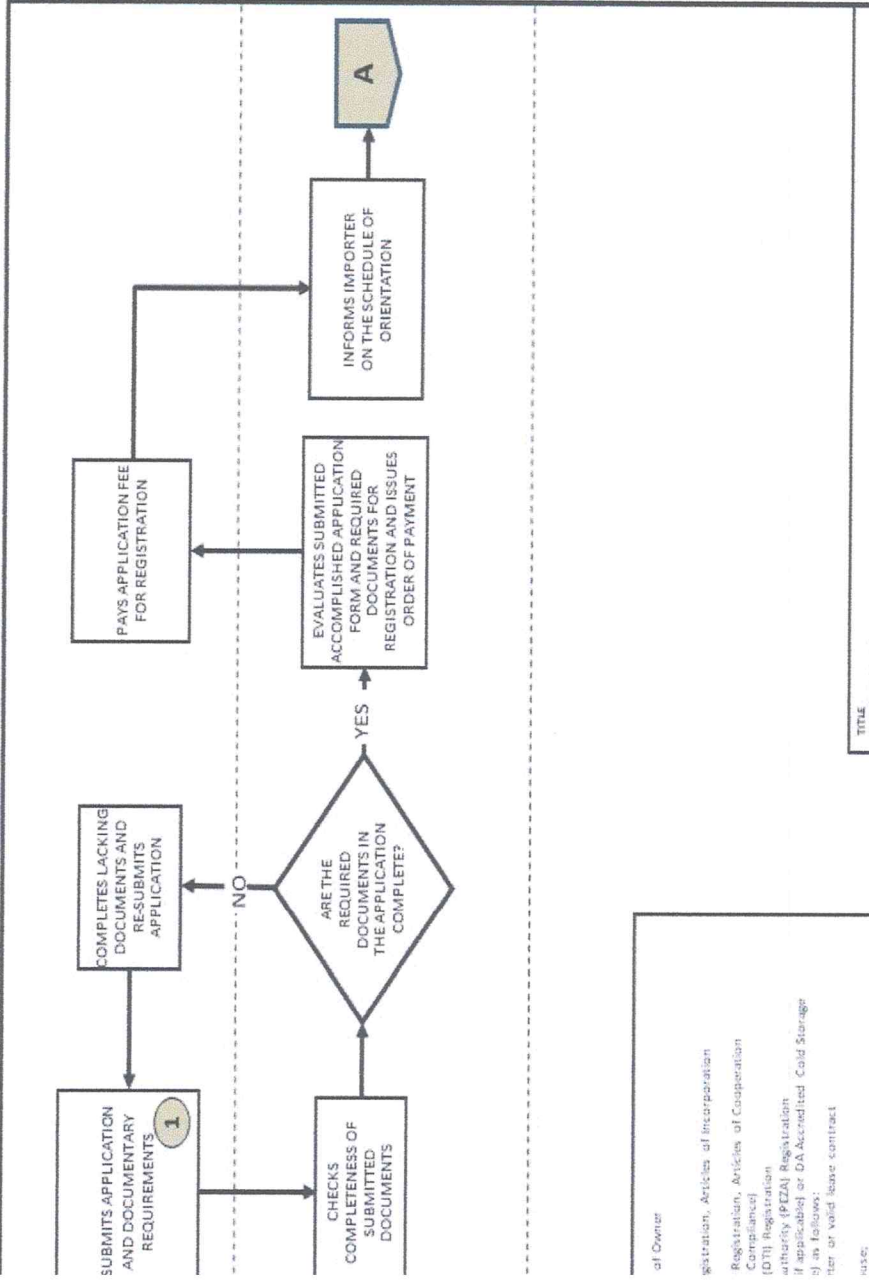 SUBMITS APPLICATION
AND DOCUMENTARY
REQUIREMENTS
1
CHECKS
COMPLETENESS OF
SUBMITTED
DOCUMENTS
COMPLETES LACKING
DOCUMENTS AND
RE-SUBMITS
APPLICATION
NO
ARE THE
REQUIRED
DOCUMENTS IN
THE APPLICATION
COMPLETE?
YES
PAYS APPLICATION FEE
FOR REGISTRATION
EVALUATES SUBMITTED
ACCOMPLISHED APPLICATION
FORM AND REQUIRED
DOCUMENTS FOR
REGISTRATION AND ISSUES
ORDER OF PAYMENT
INFORMS IMPORTER
ON THE SCHEDULE OF
ORIENTATION
A
of Owner
Articles of Incorporation
Registration, Articles of Cooperation
Compliance)
(DTI) Registration
(PEZA) Registration
if applicable) or DA Accredited Cold Storage
as follows:
or valid lease contract
TITLE